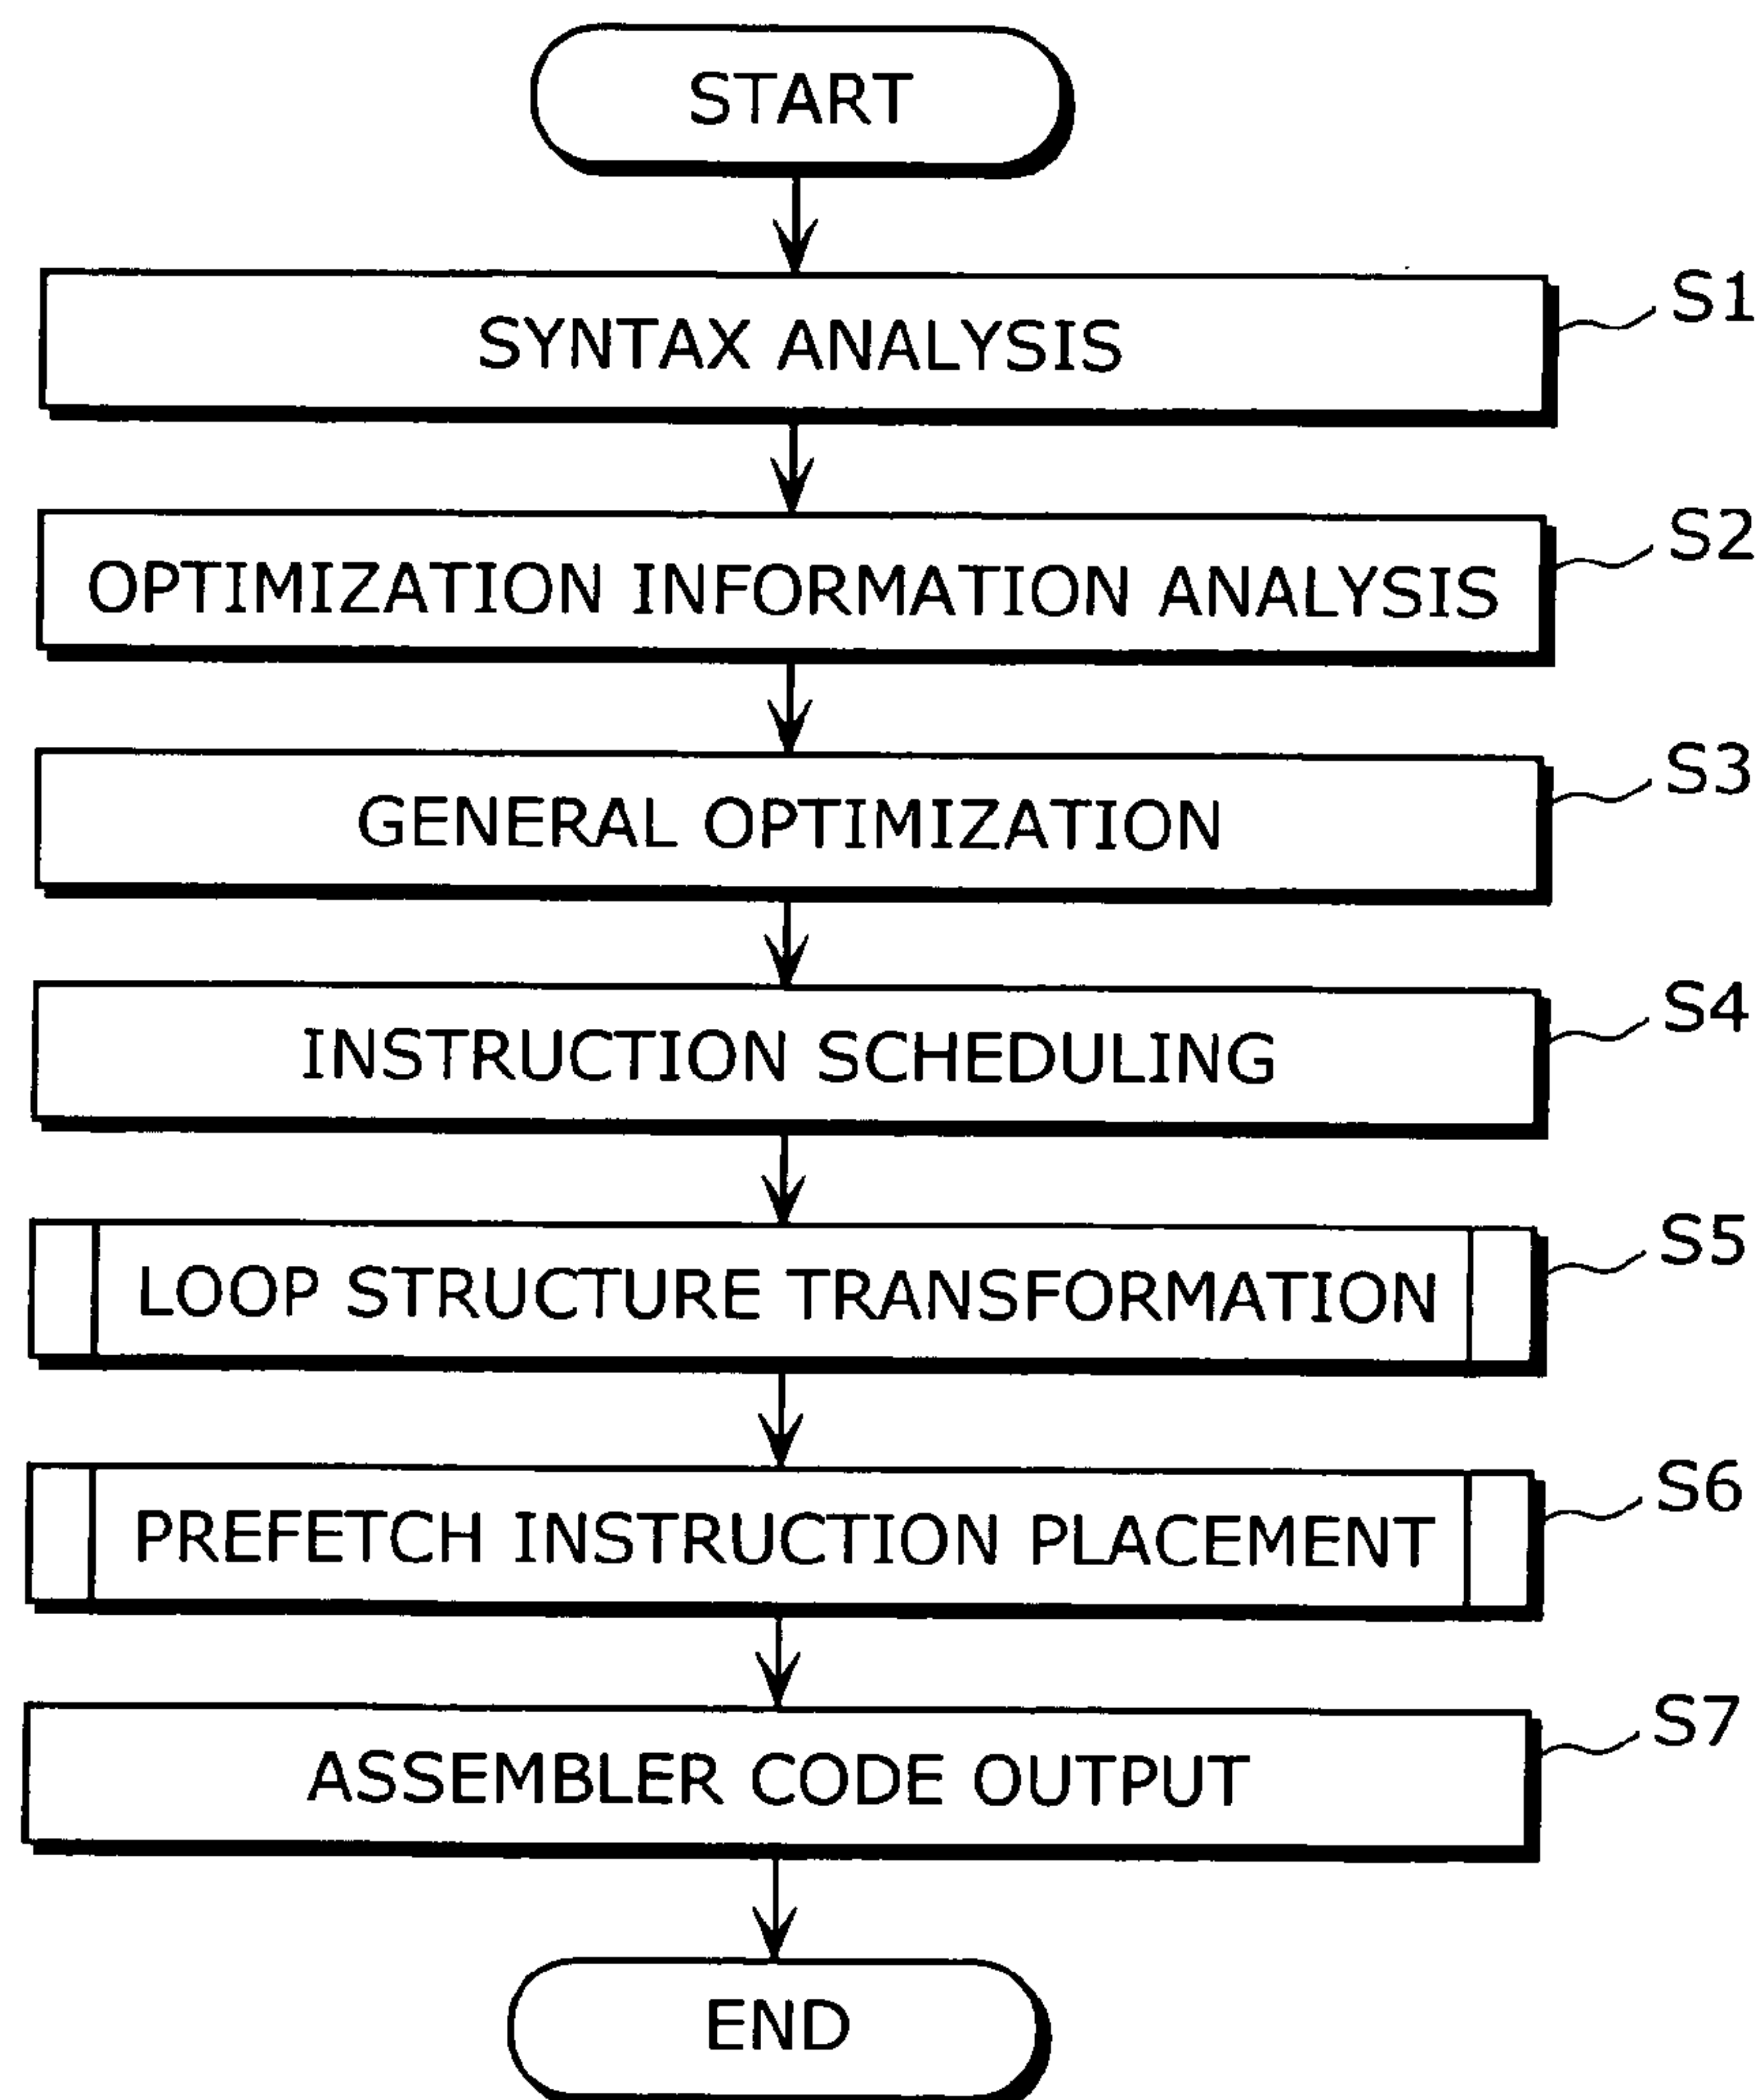 START
SYNTAX ANALYSIS
S1
OPTIMIZATION INFORMATION ANALYSIS
S2
GENERAL OPTIMIZATION
S3
INSTRUCTION SCHEDULING
S4
LOOP STRUCTURE TRANSFORMATION
S5
PREFETCH INSTRUCTION PLACEMENT
S6
ASSEMBLER CODE OUTPUT
S7
END